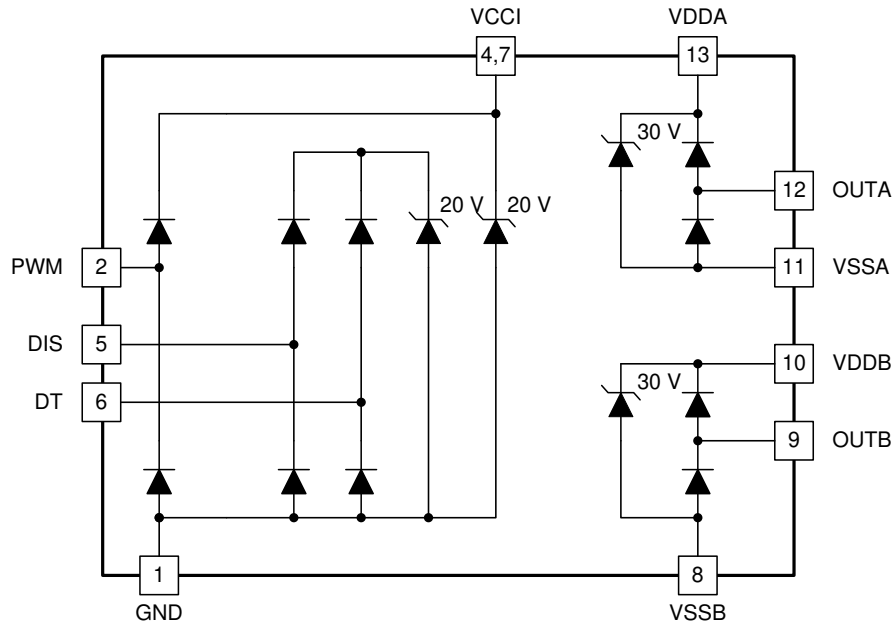 VCCI
VDDA
4,7
13
30 V
12
OUTA
20 V
20 V
PWM
2
11
VSSA
DIS
5
10
VDDB
DT
6
30 V
9
OUTB
1
8
GND
VSSB